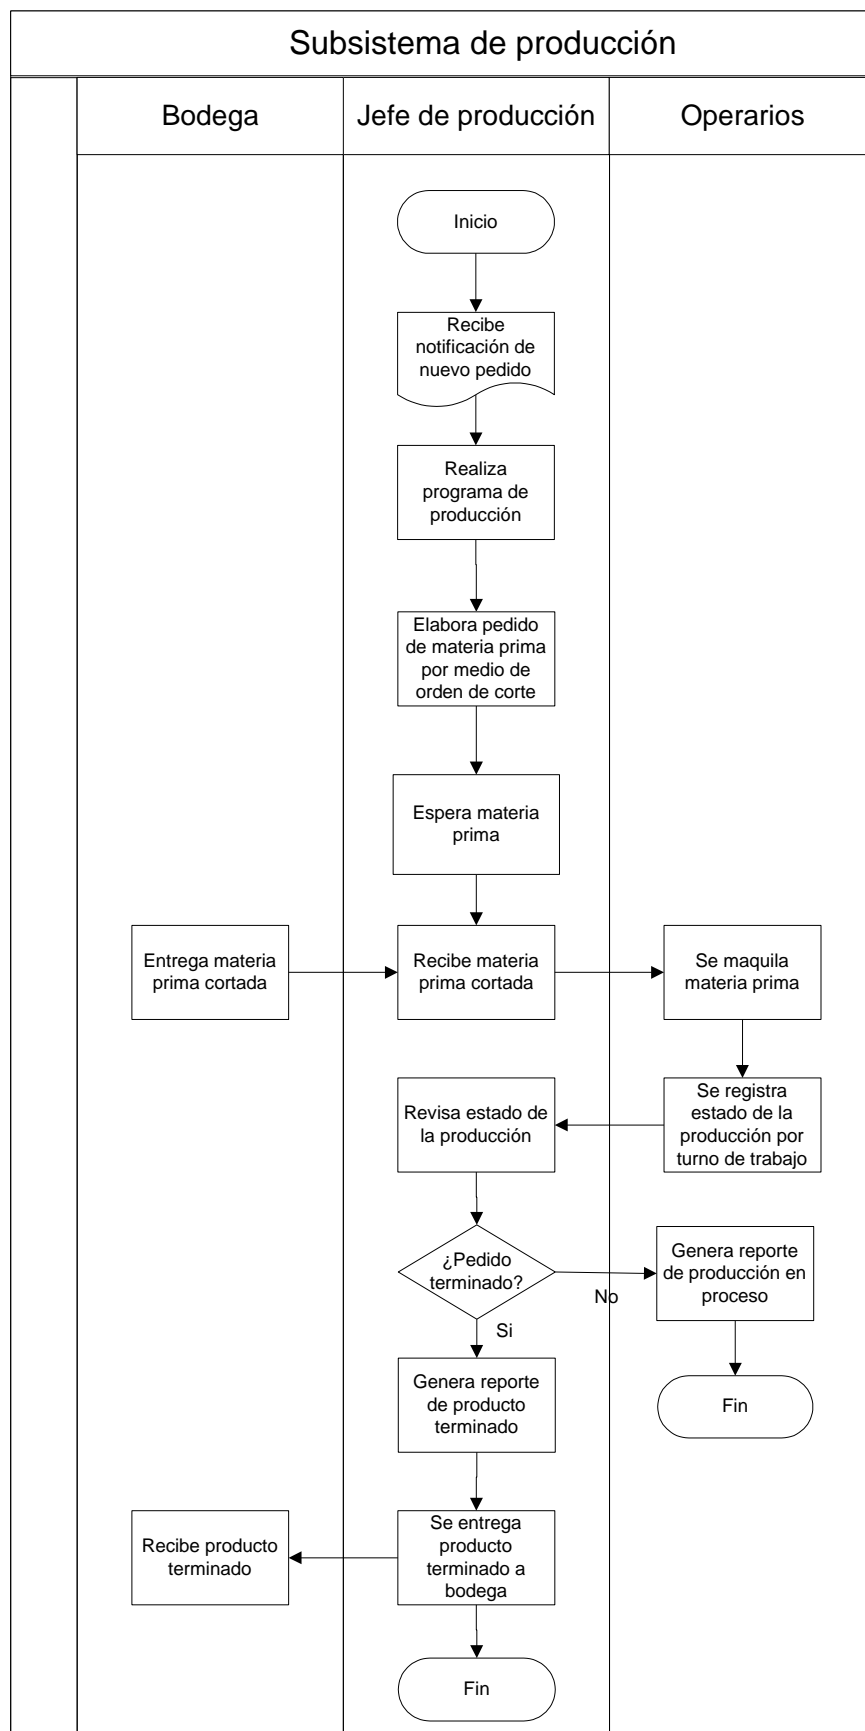 Subsistema de producción
Bodega
Jefe de producción
Operarios
Inicio
Recibe
notificación de
nuevo pedido
Realiza
programa de
producción
Elabora pedido
de materia prima
por medio de
orden de corte
Espera materia
prima
Entrega materia
prima cortada
Recibe materia
prima cortada
Se maquila
materia prima
Revisa estado de
la producción
Se registra
estado de la
producción por
turno de trabajo
¿Pedido
terminado?
No
Genera reporte
de producción en
proceso
Si
Genera reporte
de producto
terminado
Fin
Recibe producto
terminado
Se entrega
producto
terminado a
bodega
Fin